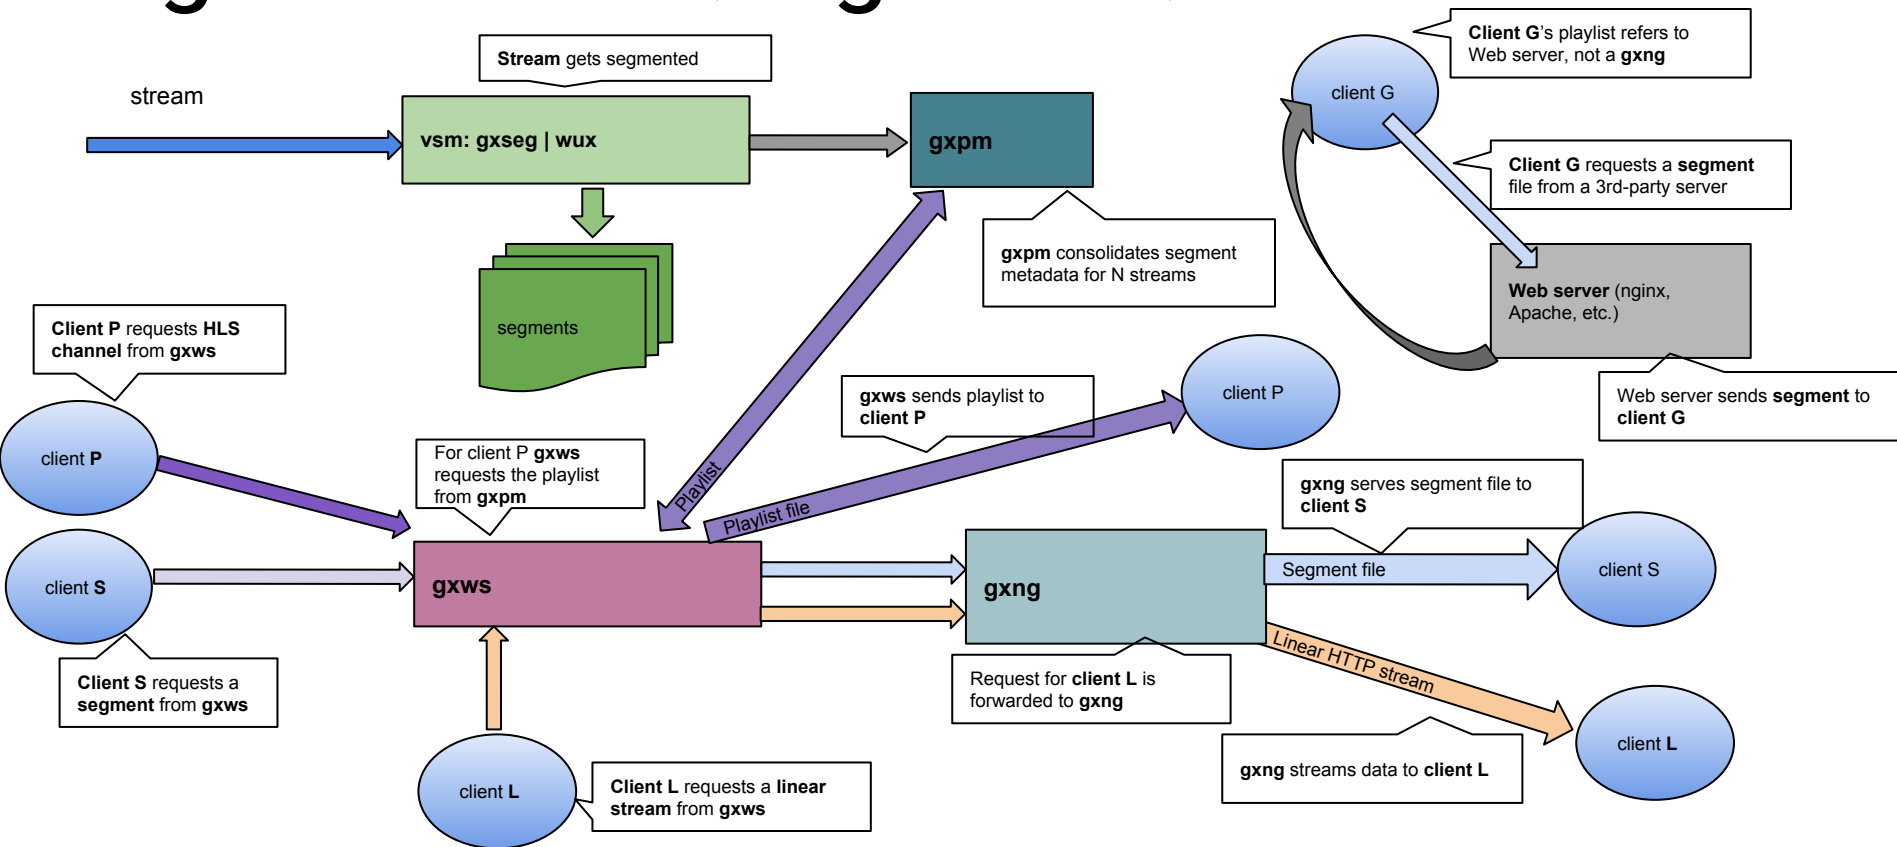 Client G's playlist refers to
Web server, not a gxng
Stream gets segmented
stream
client G
vsm: gxseg | wux
gxpm
Client G requests a segment
file from a 3rd-party server
gxpm consolidates segment
metadata for N streams
Web server (nginx,
Apache, etc.)
segments
Client P requests HLS
channel from gxws
client P
gxws sends playlist to
client P
Web server sends segment to
client G
client P
For client P gxws
requests the playlist
from gxpm
Playlist
Playlist file
gxng serves segment file to
client S
client S
gxws
gxng
Segment file
client S
Client S requests a
segment from gxws
Request for client L is
forwarded to gxng
Linear HTTP stream
client L
Client L requests a linear
stream from gxws
gxng streams data to client L
client L